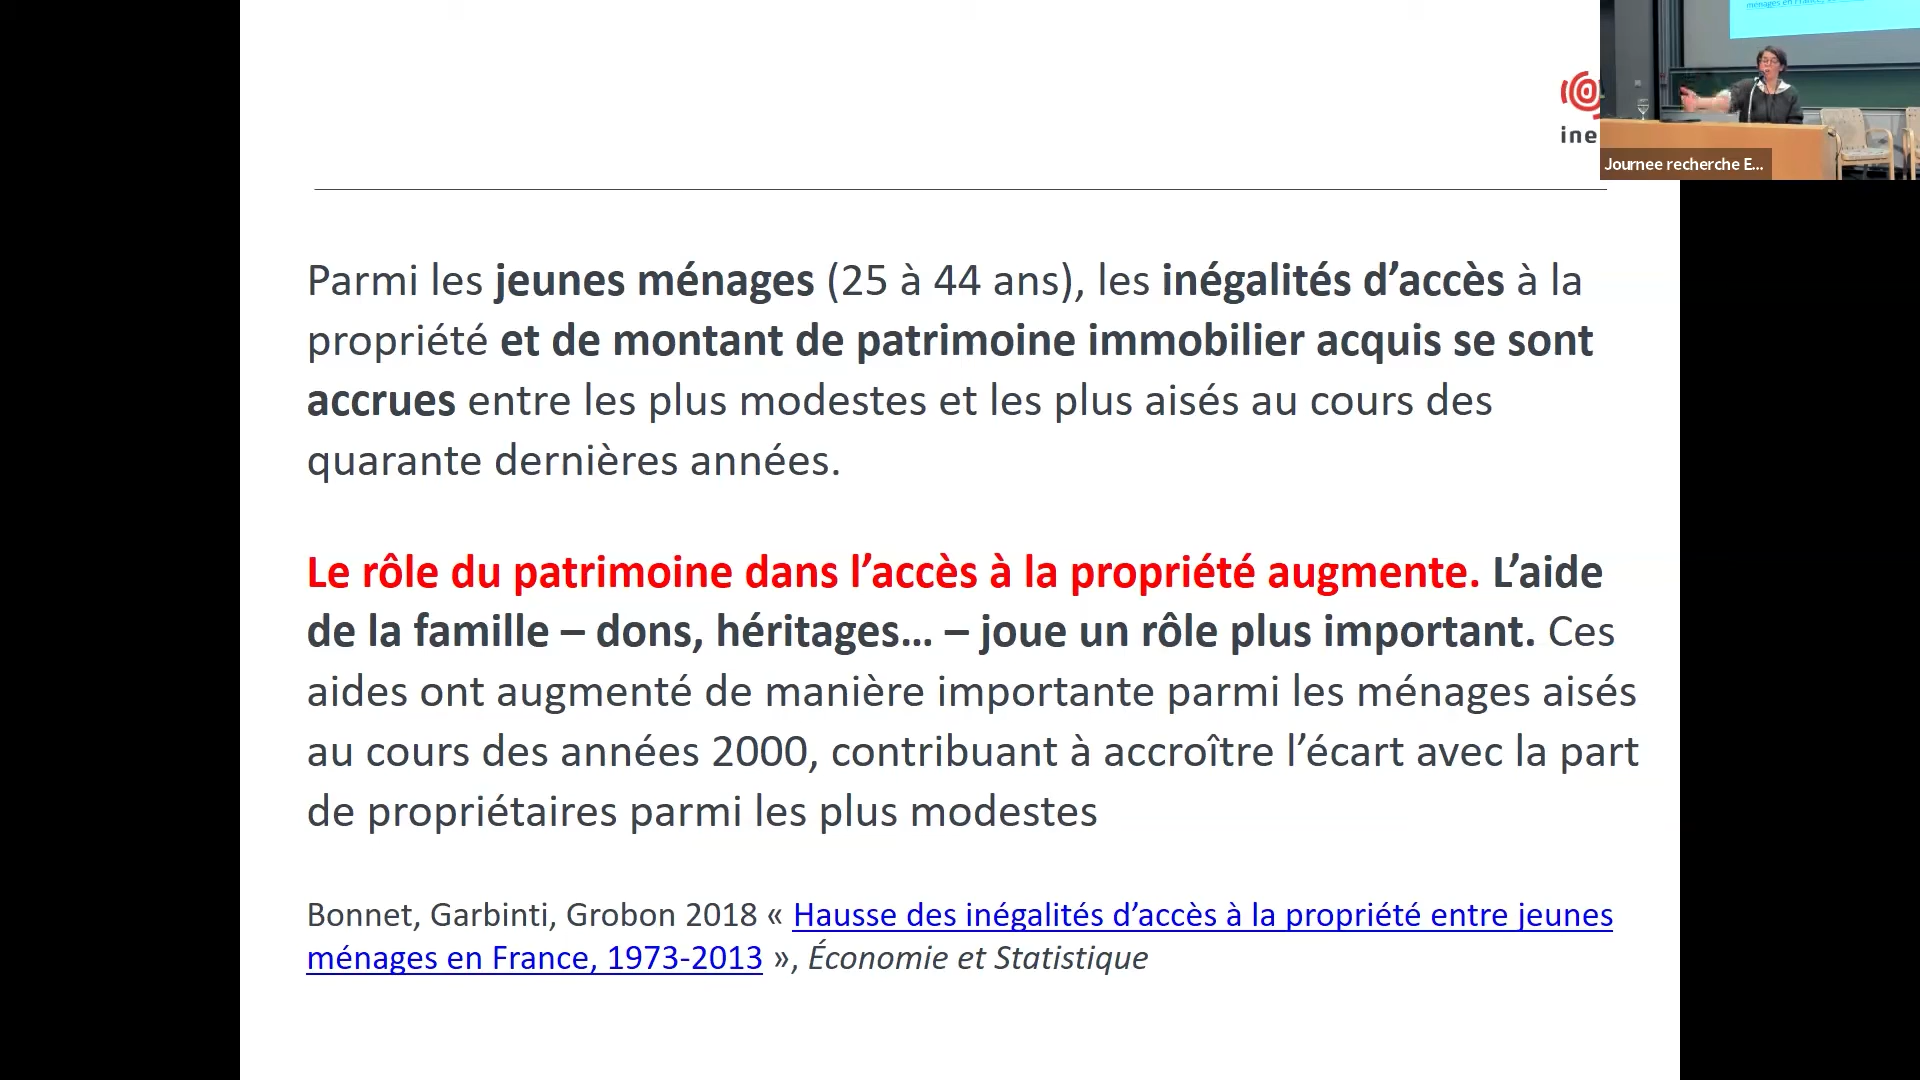 ménages en France,
ine
Journee recherche E...
Parmi les jeunes ménages (25 à 44 ans), les inégalités d’accès à la
propriété et de montant de patrimoine immobilier acquis se sont
accrues entre les plus modestes et les plus aisés au cours des
quarante dernières années.
Le rôle du patrimoine dans l’accès à la propriété augmente. L’aide
de la famille – dons, héritages… – joue un rôle plus important. Ces
aides ont augmenté de manière importante parmi les ménages aisés
au cours des années 2000, contribuant à accroître l’écart avec la part
de propriétaires parmi les plus modestes
Bonnet, Garbinti, Grobon 2018 « Hausse des inégalités d’accès à la propriété entre jeunes
ménages en France, 1973-2013 », Économie et Statistique